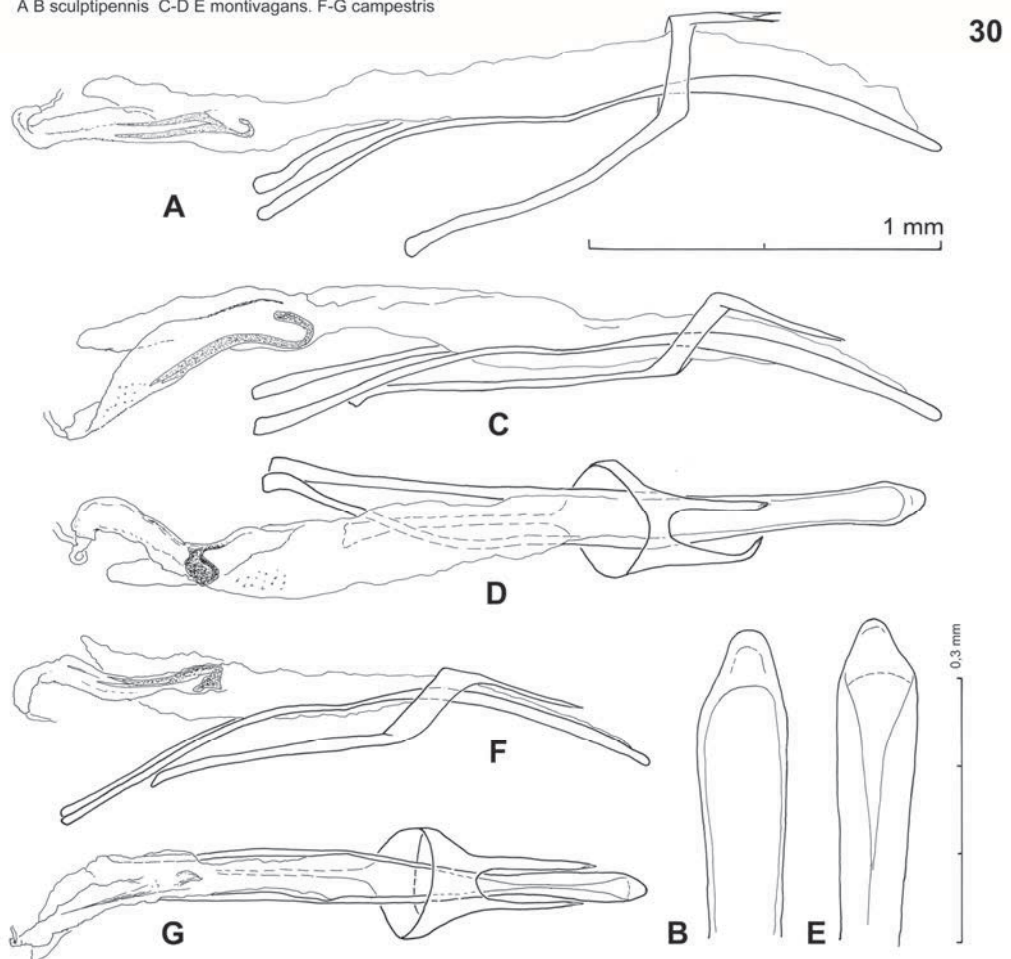 A B sculptipennis C-D E montivagans. F-G campestris
30
A
1 mm
C
D
0,3 mm
F
G
B
E